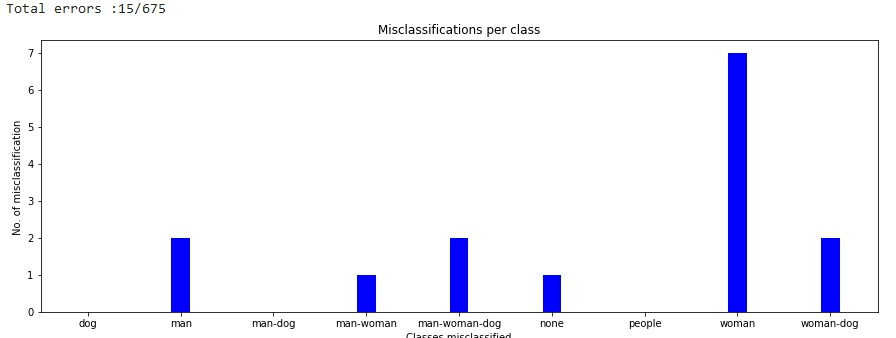 Total errors :15/675
Misclassifications per class
No. of misclassification
7
6
5
4
3
2
1
0
dog man man-dog man-woman man-woman-dog none people woman woman-dog
Classes misclassified